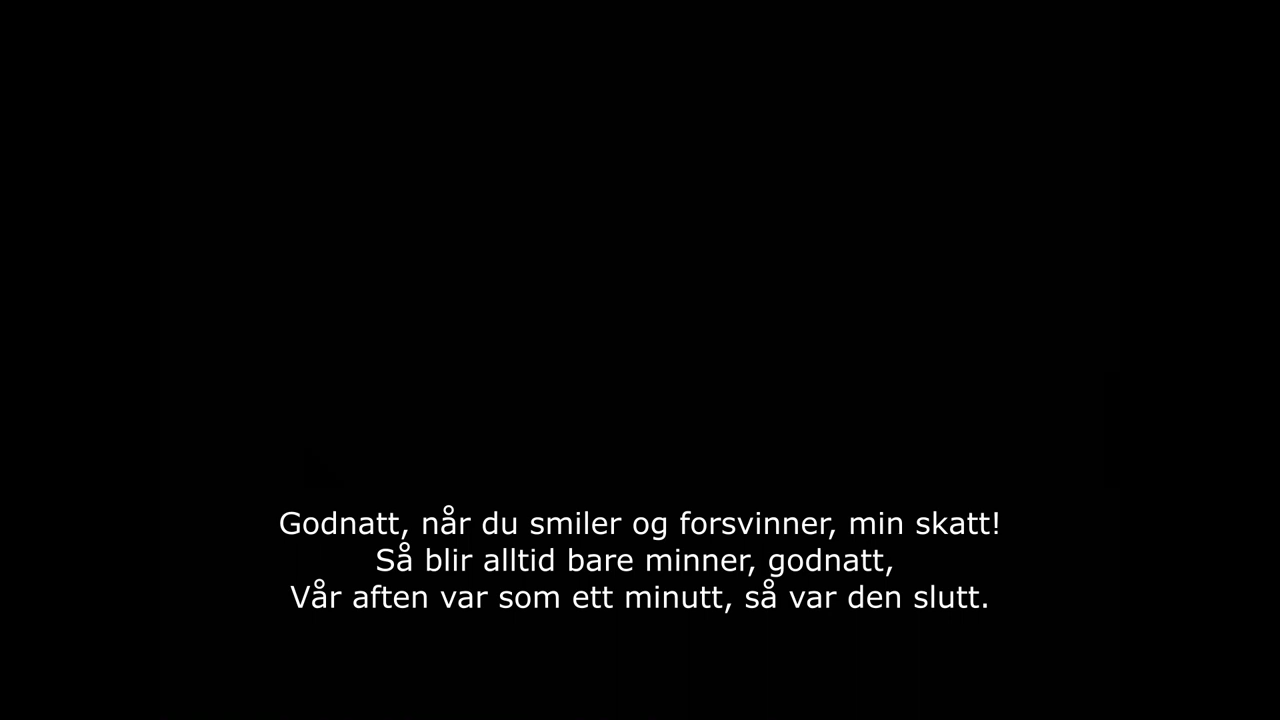 Godnatt, når du smiler og forsvinner, min skatt!
Så blir alltid bare minner, godnatt,
Vår aften var som ett minutt, så var den slutt.